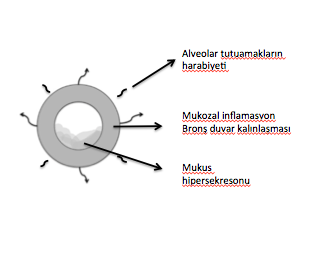 Alveolar tutuamakların
harabiyeti
Mukozal inflamasyon
Bronş duvar kalınlaşması
Mukus
hipersekresonu